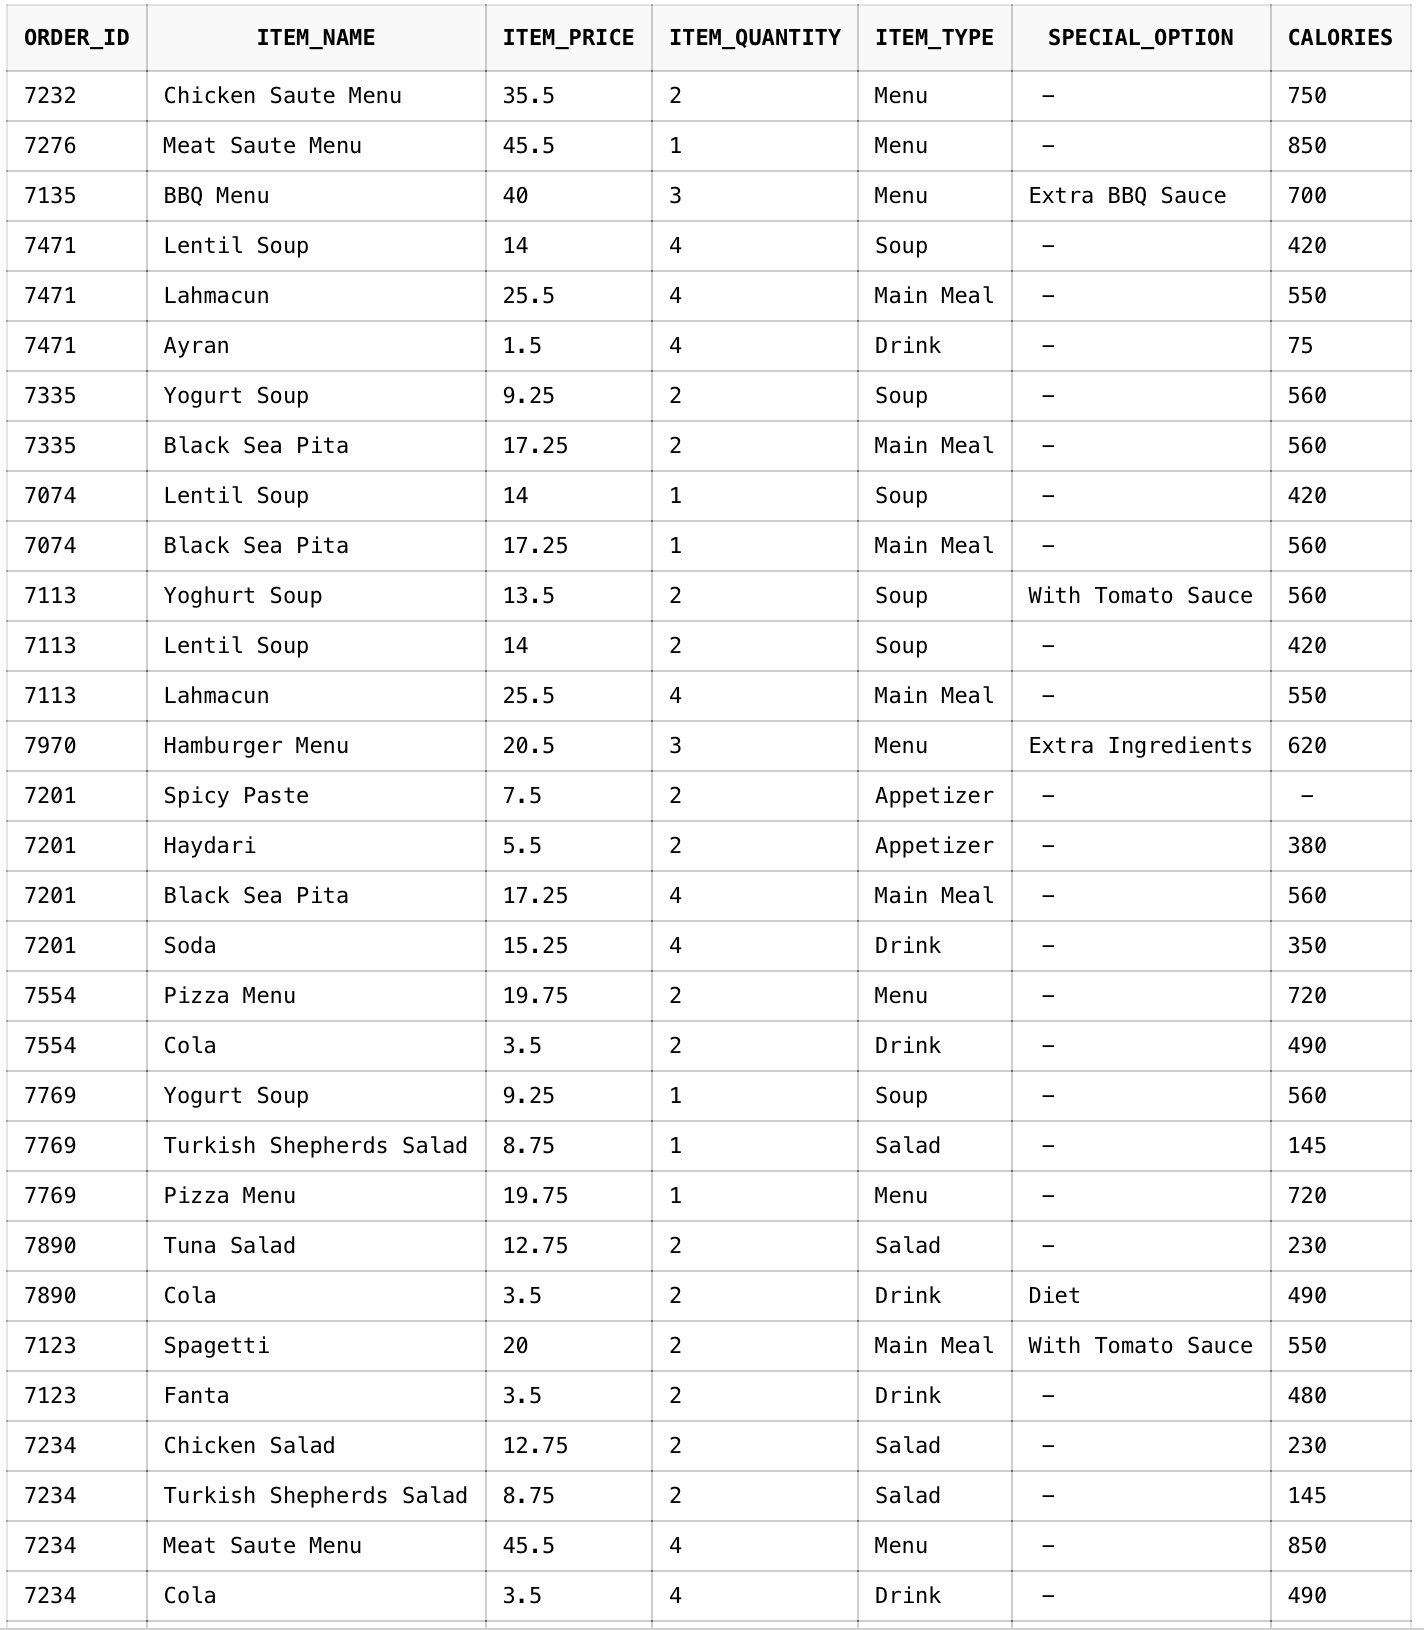 ORDER_ID ITEM_NAME ITEM_PRICE ITEM_QUANTITY ITEM_TYPE SPECIAL_OPTION CALORIES
7232 Chicken Saute Menu 35.5 2 Menu – 750
7276 Meat Saute Menu 45.5 1 Menu – 850
7135 BBQ Menu 40 3 Menu Extra BBQ Sauce 700
7471 Lentil Soup 14 4 Soup – 420
7471 Lahmacun 25.5 4 Main Meal – 550
7471 Ayran 1.5 4 Drink – 75
7335 Yogurt Soup 9.25 2 Soup – 560
7335 Black Sea Pita 17.25 2 Main Meal – 560
7074 Lentil Soup 14 1 Soup – 420
7074 Black Sea Pita 17.25 1 Main Meal – 560
7113 Yoghurt Soup 13.5 2 Soup With Tomato Sauce 560
7113 Lentil Soup 14 2 Soup – 420
7113 Lahmacun 25.5 4 Main Meal – 550
7970 Hamburger Menu 20.5 3 Menu Extra Ingredients 620
7201 Spicy Paste 7.5 2 Appetizer – –
7201 Haydari 5.5 2 Appetizer – 380
7201 Black Sea Pita 17.25 4 Main Meal – 560
7201 Soda 15.25 4 Drink – 350
7554 Pizza Menu 19.75 2 Menu – 720
7554 Cola 3.5 2 Drink – 490
7769 Yogurt Soup 9.25 1 Soup – 560
7769 Turkish Shepherds Salad 8.75 1 Salad – 145
7769 Pizza Menu 19.75 1 Menu – 720
7890 Tuna Salad 12.75 2 Salad – 230
7890 Cola 3.5 2 Drink Diet 490
7123 Spagetti 20 2 Main Meal With Tomato Sauce 550
7123 Fanta 3.5 2 Drink – 480
7234 Chicken Salad 12.75 2 Salad – 230
7234 Turkish Shepherds Salad 8.75 2 Salad – 145
7234 Meat Saute Menu 45.5 4 Menu – 850
7234 Cola 3.5 4 Drink – 490